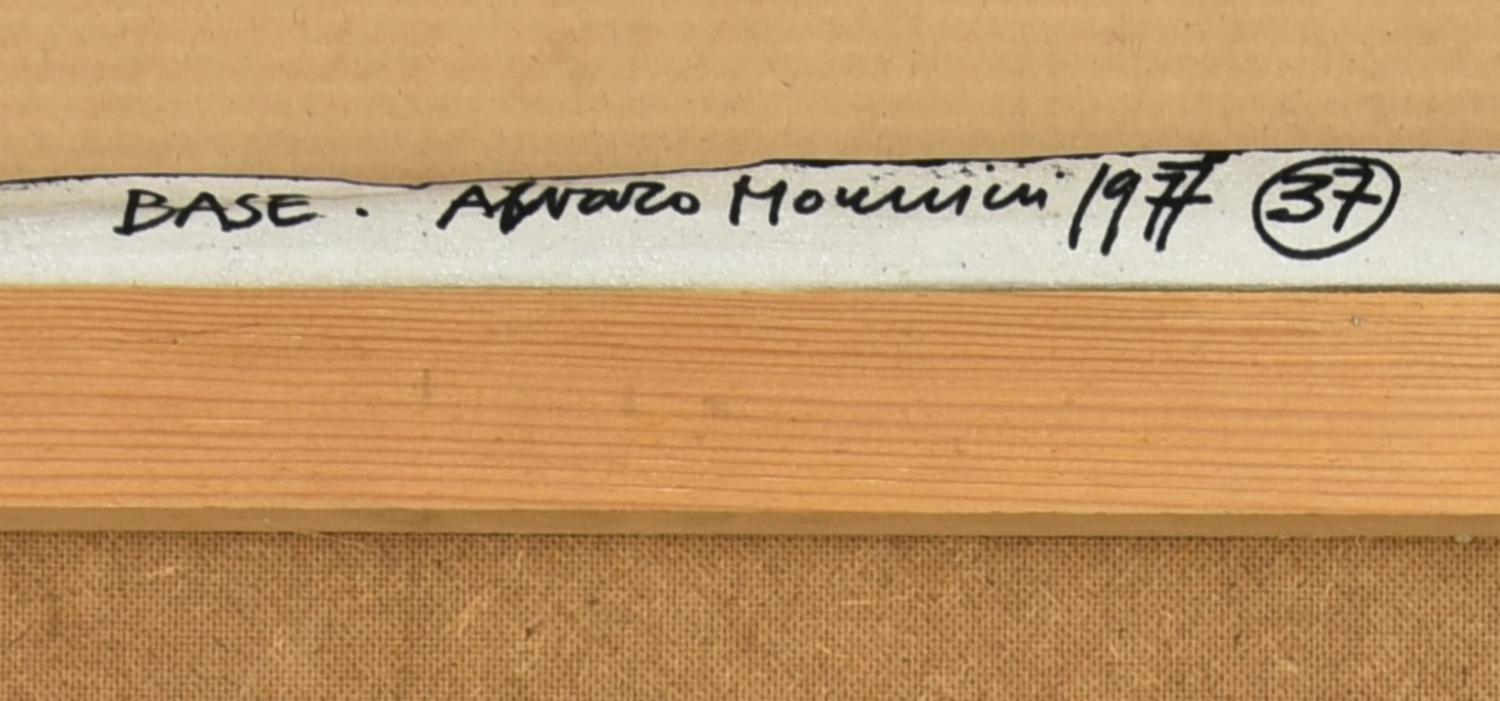 BASE . Alvaro Monnini 1977 37